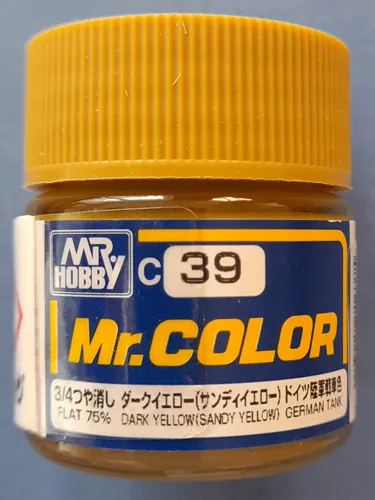 MR.
HOBBY
C 39
Mr.COLOR
3/4つや消し ダークイエロー(サンディイエロー) ドイツ陸軍戦車色
FLAT 75% DARK YELLOW(SANDY YELLOW) GERMAN TANK